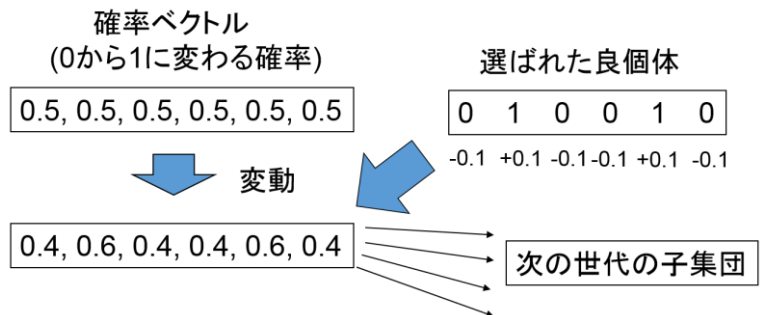 確率ベクトル
(0から1に変わる確率)
0.5, 0.5, 0.5, 0.5, 0.5, 0.5
選ばれた良個体
0 1 0 0 1 0
-0.1 +0.1 -0.1 -0.1 +0.1 -0.1
変動
0.4, 0.6, 0.4, 0.4, 0.6, 0.4
次の世代の子集団